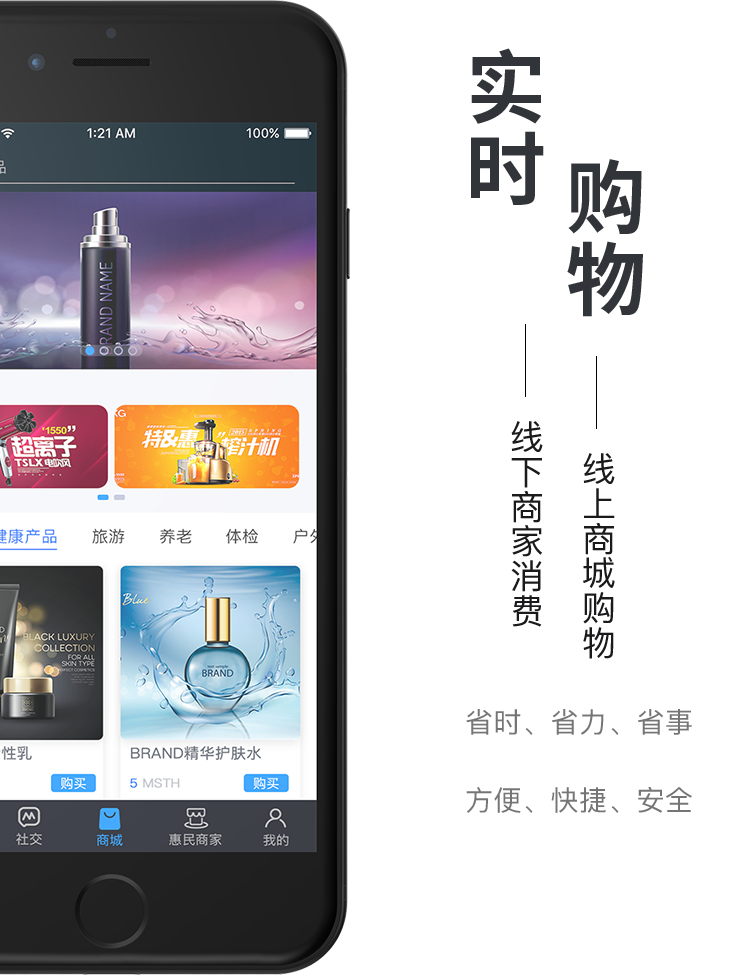 1:21 AM
100%
品
BRAND NAME
¥1550
超离子
TSLX 电吹风
KG
特&惠
2015 SPRING
榨汁机
健康产品
旅游
养老
体检
户外
BLACK LUXURY
COLLECTION
FOR ALL
SKIN TYPE
PERFECT COSMETICS
Blue
BRAND
性乳
购买
BRAND精华护肤水
5 MSTH
购买
社交
商城
惠民商家
我的
实时
购物
线下商家消费
线上商城购物
省时、省力、省事
方便、快捷、安全